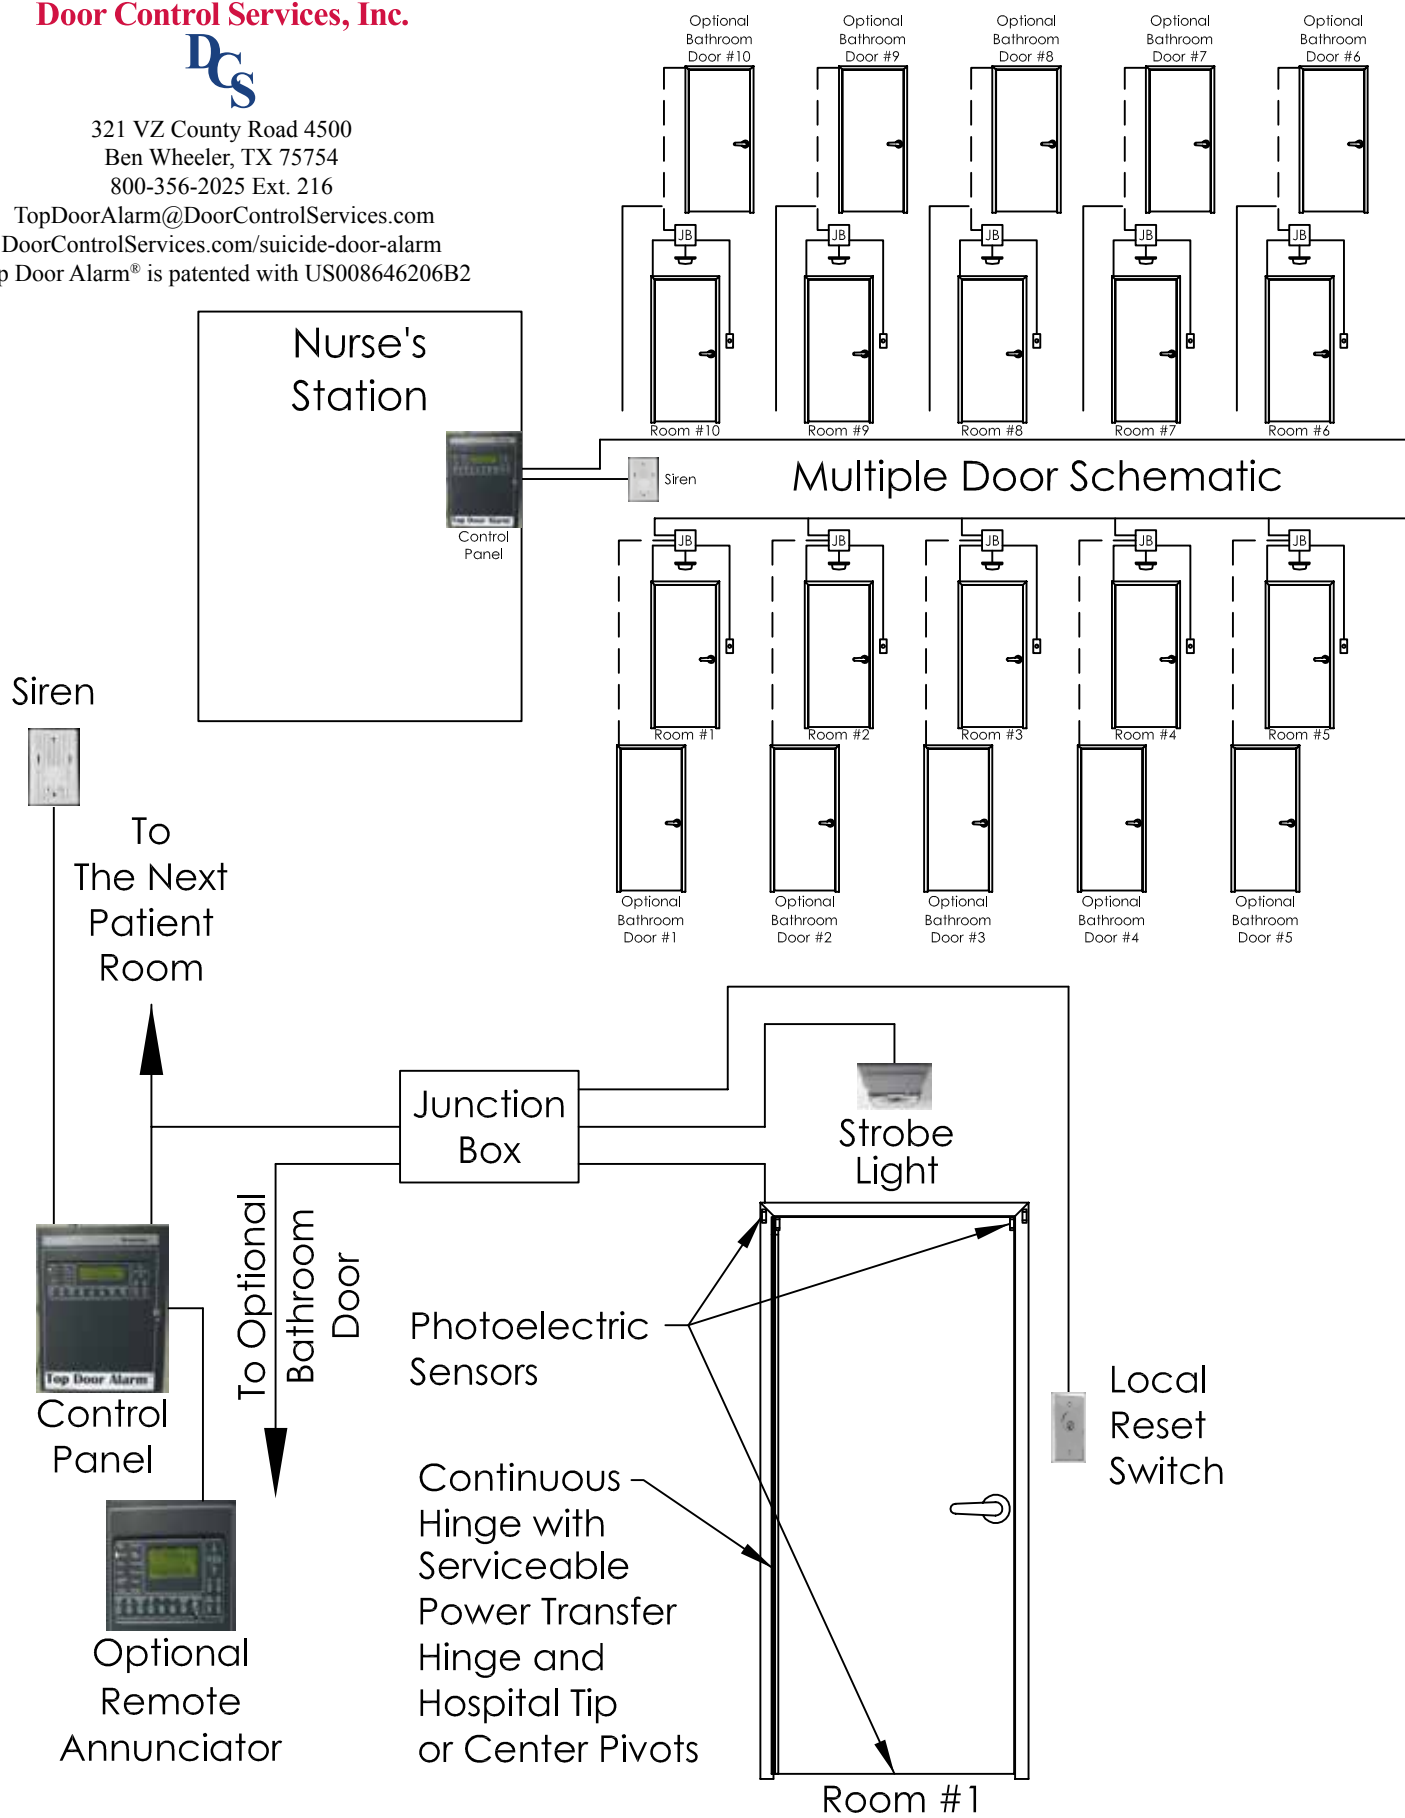 Door Control Services, Inc.
DCS
321 VZ County Road 4500
Ben Wheeler, TX 75754
800-356-2025 Ext. 216
TopDoorAlarm@DoorControlServices.com
DoorControlServices.com/suicide-door-alarm
p Door Alarm® is patented with US008646206B2
Optional
Bathroom
Door #10
Optional
Bathroom
Door #9
Optional
Bathroom
Door #8
Optional
Bathroom
Door #7
Optional
Bathroom
Door #6
JB
JB
JB
JB
JB
Room #10
Room #9
Room #8
Room #7
Room #6
Nurse's
Station
Top Door Alarm
Control
Panel
Siren
Multiple Door Schematic
JB
JB
JB
JB
JB
Room #1
Room #2
Room #3
Room #4
Room #5
Optional
Bathroom
Door #1
Optional
Bathroom
Door #2
Optional
Bathroom
Door #3
Optional
Bathroom
Door #4
Optional
Bathroom
Door #5
Siren
To
The Next
Patient
Room
Junction
Box
Strobe
Light
To Optional
Bathroom
Door
Top Door Alarm
Control
Panel
Photoelectric
Sensors
Local
Reset
Switch
Continuous
Hinge with
Serviceable
Power Transfer
Hinge and
Hospital Tip
or Center Pivots
Optional
Remote
Annunciator
Room #1